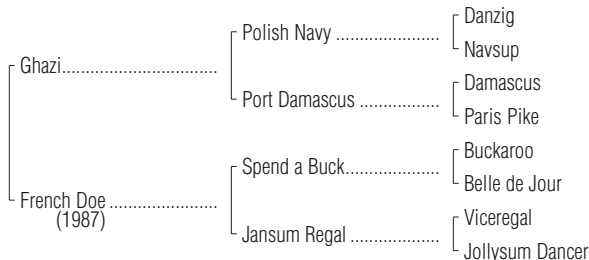 Danzig
Polish Navy ......................
Navsup
Ghazi.................................
Damascus
Port Damascus .................
Paris Pike
Buckaroo
Spend a Buck....................
Belle de Jour
French Doe .......................
(1987)
Viceregal
Jansum Regal ...................
Jollysum Dancer